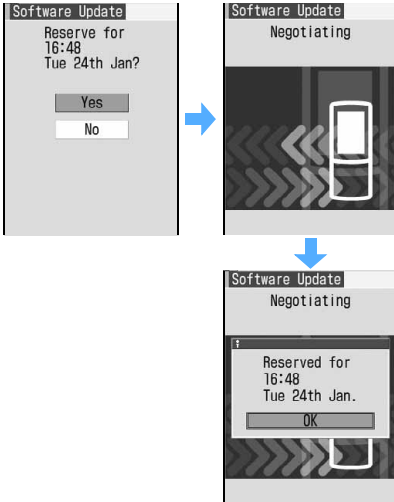 Software Update
Reserve for
16:48
Tue 24th Jan?
Yes
No
Software Update
Negotiating
Software Update
Negotiating
Reserved for
16:48
Tue 24th Jan.
OK